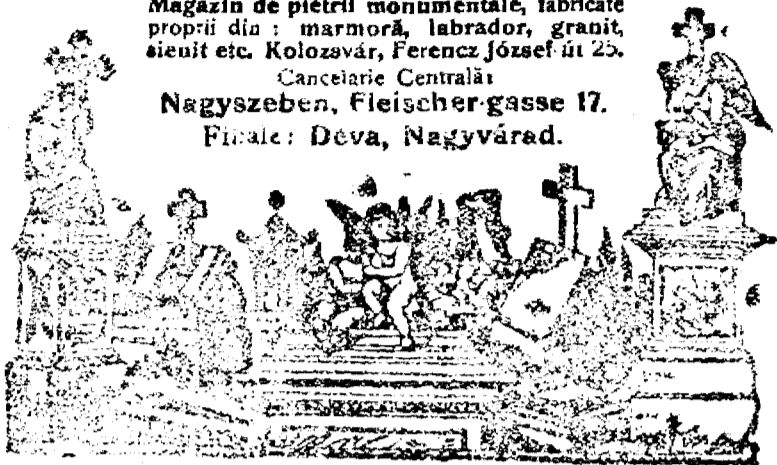 Magazin de pietrii monumentale, fabricate
proprii din : marmoră, labrador, granit,
sienit etc. Kolozsvár, Ferencz József-út 25.
Cancelarie Centrală:
Nagyszeben, Fleischer-gasse 17.
Filiale: Déva, Nagyvárad.